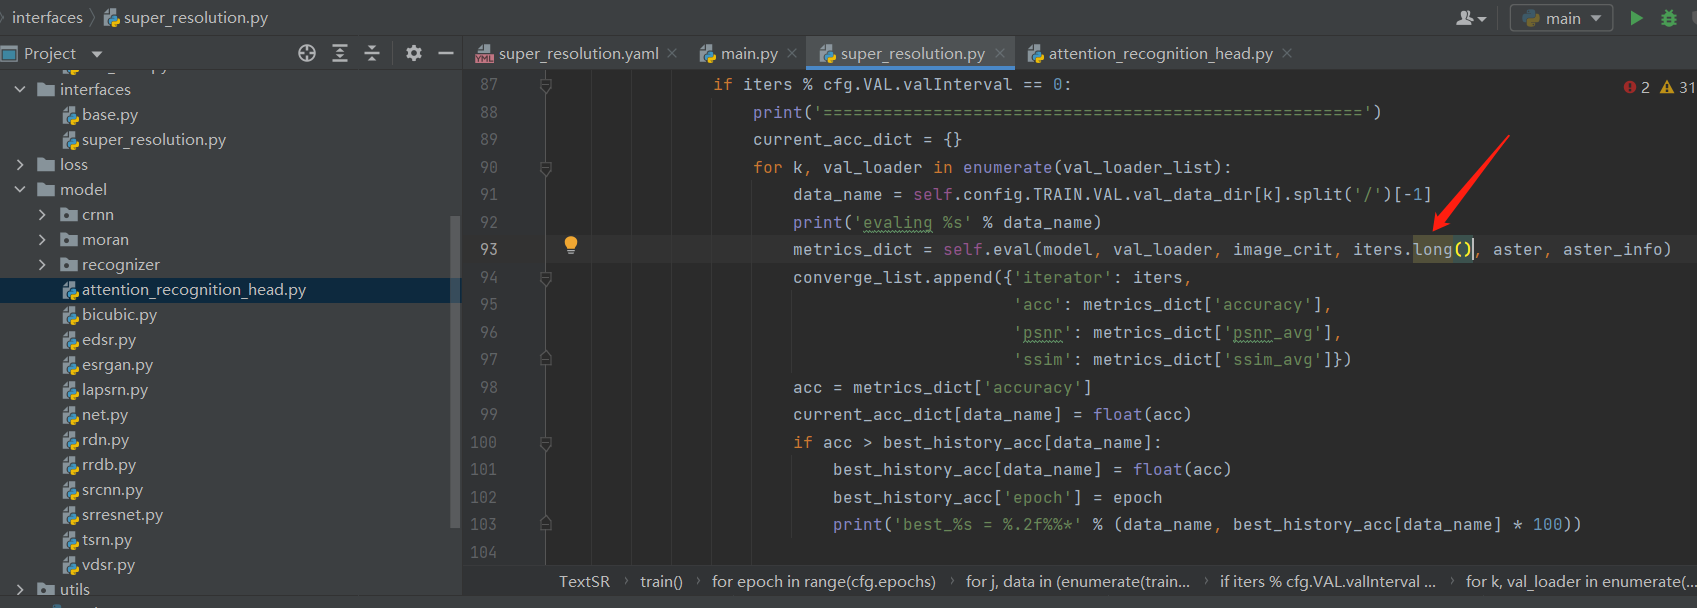 interfaces super_resolution.py
main
Project
super_resolution.yaml main.py super_resolution.py attention_recognition_head.py
interfaces
base.py
super_resolution.py
loss
model
crnn
moran
recognizer
attention_recognition_head.py
bicubic.py
edsr.py
esrgan.py
lapsrn.py
net.py
rdn.py
rrdb.py
srcnn.py
srresnet.py
tsrn.py
vdsr.py
utils
2 31
87 if iters % cfg.VAL.valInterval == 0:
88 print('======================================================')
89 current_acc_dict = {}
90 for k, val_loader in enumerate(val_loader_list):
91 data_name = self.config.TRAIN.VAL.val_data_dir[k].split('/')[-1]
92 print('evaling %s' % data_name)
93 metrics_dict = self.eval(model, val_loader, image_crit, iters.long(), aster, aster_info)
94 converge_list.append({'iterator': iters,
95 'acc': metrics_dict['accuracy'],
96 'psnr': metrics_dict['psnr_avg'],
97 'ssim': metrics_dict['ssim_avg']})
98 acc = metrics_dict['accuracy']
99 current_acc_dict[data_name] = float(acc)
100 if acc > best_history_acc[data_name]:
101 best_history_acc[data_name] = float(acc)
102 best_history_acc['epoch'] = epoch
103 print('best_%s = %.2f%%*' % (data_name, best_history_acc[data_name] * 100))
104
TextSR train() for epoch in range(cfg.epochs) for j, data in (enumerate(train... if iters % cfg.VAL.valInterval ... for k, val_loader in enumerate(...